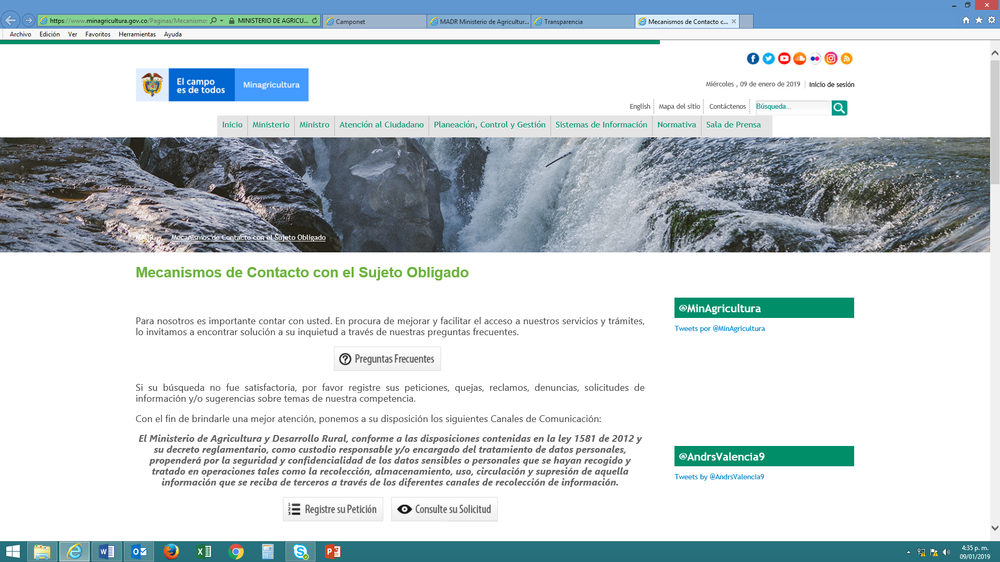 https://www.minagricultura.gov.co/Paginas/Mecanismos
MINISTERIO DE AGRICU...
Camponet
MADR Ministerio de Agricultur...
Transparencia
Mecanismos de Contacto c...
Archivo Edición Ver Favoritos Herramientas Ayuda
El campo
es de todos
Minagricultura
Miércoles , 09 de enero de 2019
Inicio de sesión
English
Mapa del sitio
Contáctenos
Búsqueda...
Inicio Ministerio Ministro Atención al Ciudadano Planeación, Control y Gestión Sistemas de Información Normativa Sala de Prensa
MADR Mecanismos de Contacto con el Sujeto Obligado
Mecanismos de Contacto con el Sujeto Obligado
Para nosotros es importante contar con usted. En procura de mejorar y facilitar el acceso a nuestros servicios y trámites,
lo invitamos a encontrar solución a su inquietud a través de nuestras preguntas frecuentes.
Preguntas Frecuentes
Si su búsqueda no fue satisfactoria, por favor registre sus peticiones, quejas, reclamos, denuncias, solicitudes de
información y/o sugerencias sobre temas de nuestra competencia.
Con el fin de brindarle una mejor atención, ponemos a su disposición los siguientes Canales de Comunicación:
El Ministerio de Agricultura y Desarrollo Rural, conforme a las disposiciones contenidas en la ley 1581 de 2012 y
su decreto reglamentario, como custodio responsable y/o encargado del tratamiento de datos personales,
propenderá por la seguridad y confidencialidad de los datos sensibles o personales que se hayan recogido y
tratado en operaciones tales como la recolección, almacenamiento, uso, circulación y supresión de aquella
información que se reciba de terceros a través de los diferentes canales de recolección de información.
Registre su Petición
Consulte su Solicitud
@MinAgricultura
Tweets por @MinAgricultura
@AndrsValencia9
Tweets by @AndrsValencia9
4:35 p. m.
09/01/2019